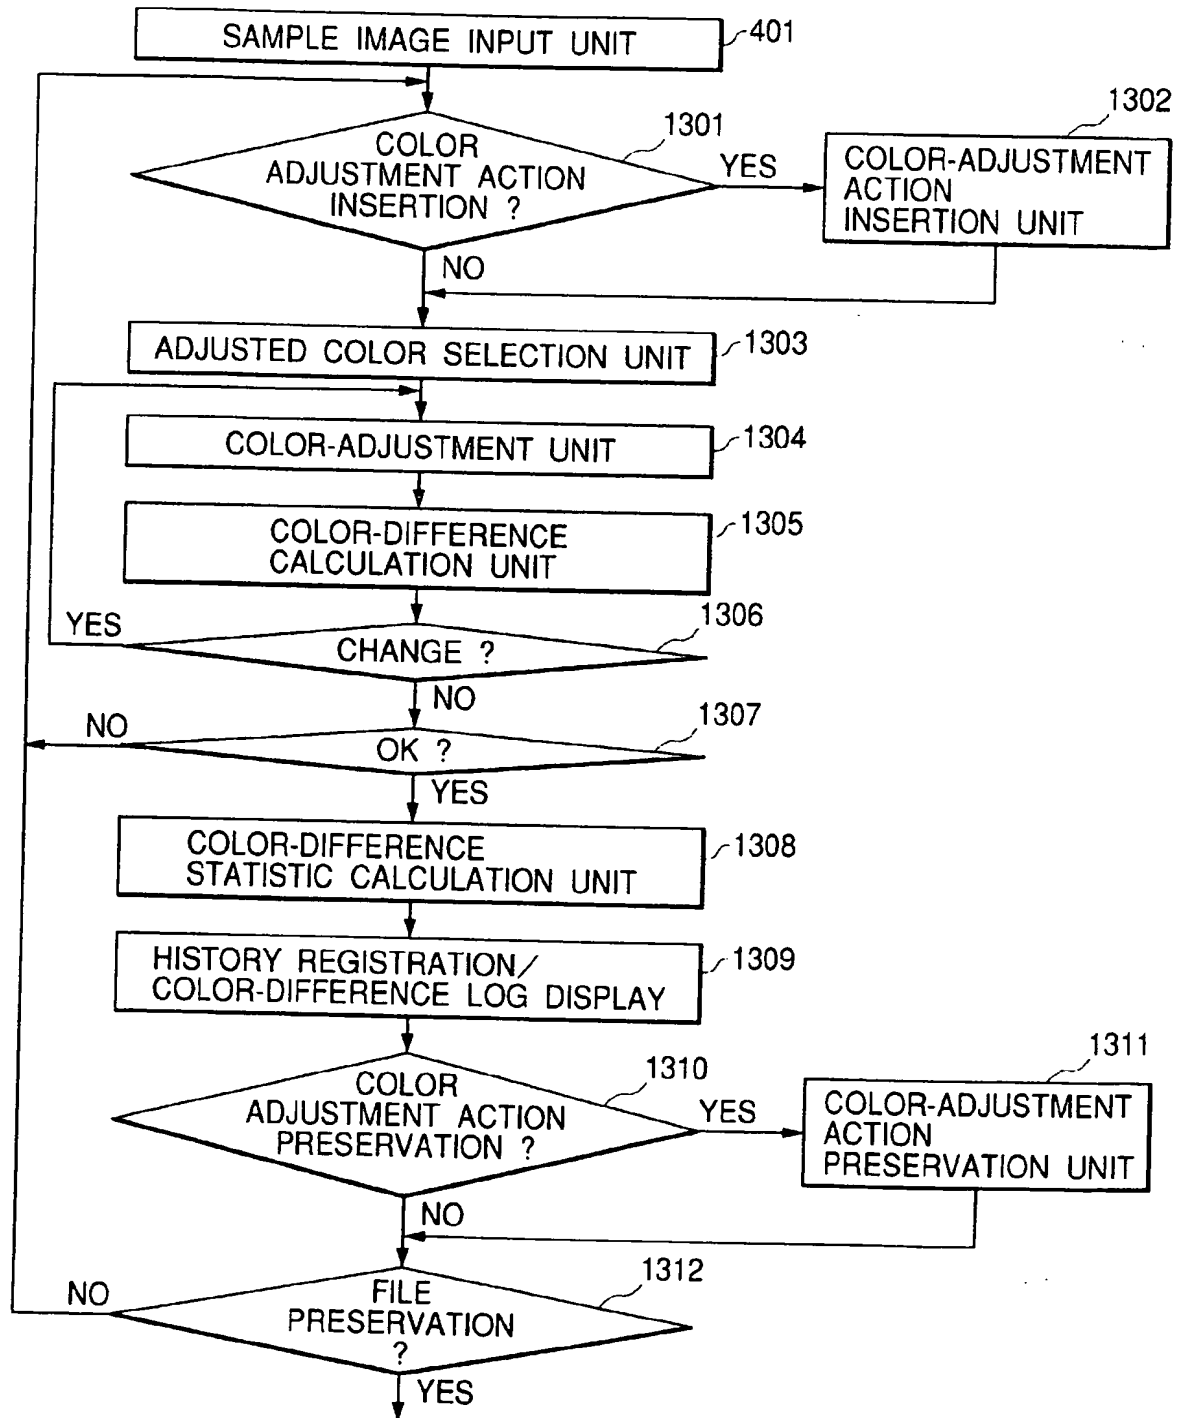 SAMPLE IMAGE INPUT UNIT
401
COLOR
ADJUSTMENT ACTION
INSERTION ?
1301
YES
1302
COLOR-ADJUSTMENT
ACTION
INSERTION UNIT
NO
ADJUSTED COLOR SELECTION UNIT
1303
COLOR-ADJUSTMENT UNIT
1304
COLOR-DIFFERENCE
CALCULATION UNIT
1305
YES
CHANGE ?
1306
NO
NO
OK ?
1307
YES
COLOR-DIFFERENCE
STATISTIC CALCULATION UNIT
1308
HISTORY REGISTRATION/
COLOR-DIFFERENCE LOG DISPLAY
1309
COLOR
ADJUSTMENT ACTION
PRESERVATION ?
1310
YES
1311
COLOR-ADJUSTMENT
ACTION
PRESERVATION UNIT
NO
NO
FILE
PRESERVATION
?
1312
YES